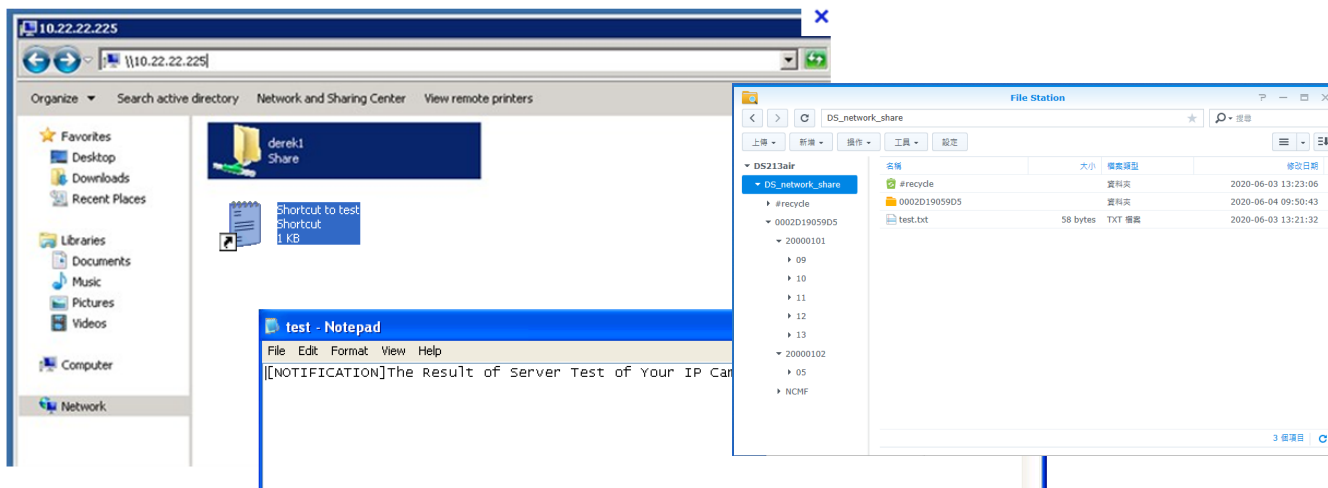 10.22.22.225
\\10.22.22.225
Organize
Search active directory
Network and Sharing Center
View remote printers
Favorites
Desktop
Downloads
Recent Places
Libraries
Documents
Music
Pictures
Videos
Computer
Network
derek1
Share
Shortcut to test
Shortcut
1 KB
test - Notepad
File Edit Format View Help
[NOTIFICATION]The Result of Server Test of Your IP Cam
File Station
DS_network_share
搜尋
上傳
新增
操作
工具
設定
DS213air
DS_network_share
#recycle
0002D19059D5
20000101
09
10
11
12
13
20000102
05
NCMF
名稱 大小 檔案類型 修改日期
#recycle 資料夾 2020-06-03 13:23:06
0002D19059D5 資料夾 2020-06-04 09:50:43
test.txt 58 bytes TXT 檔案 2020-06-03 13:21:32
3 個項目